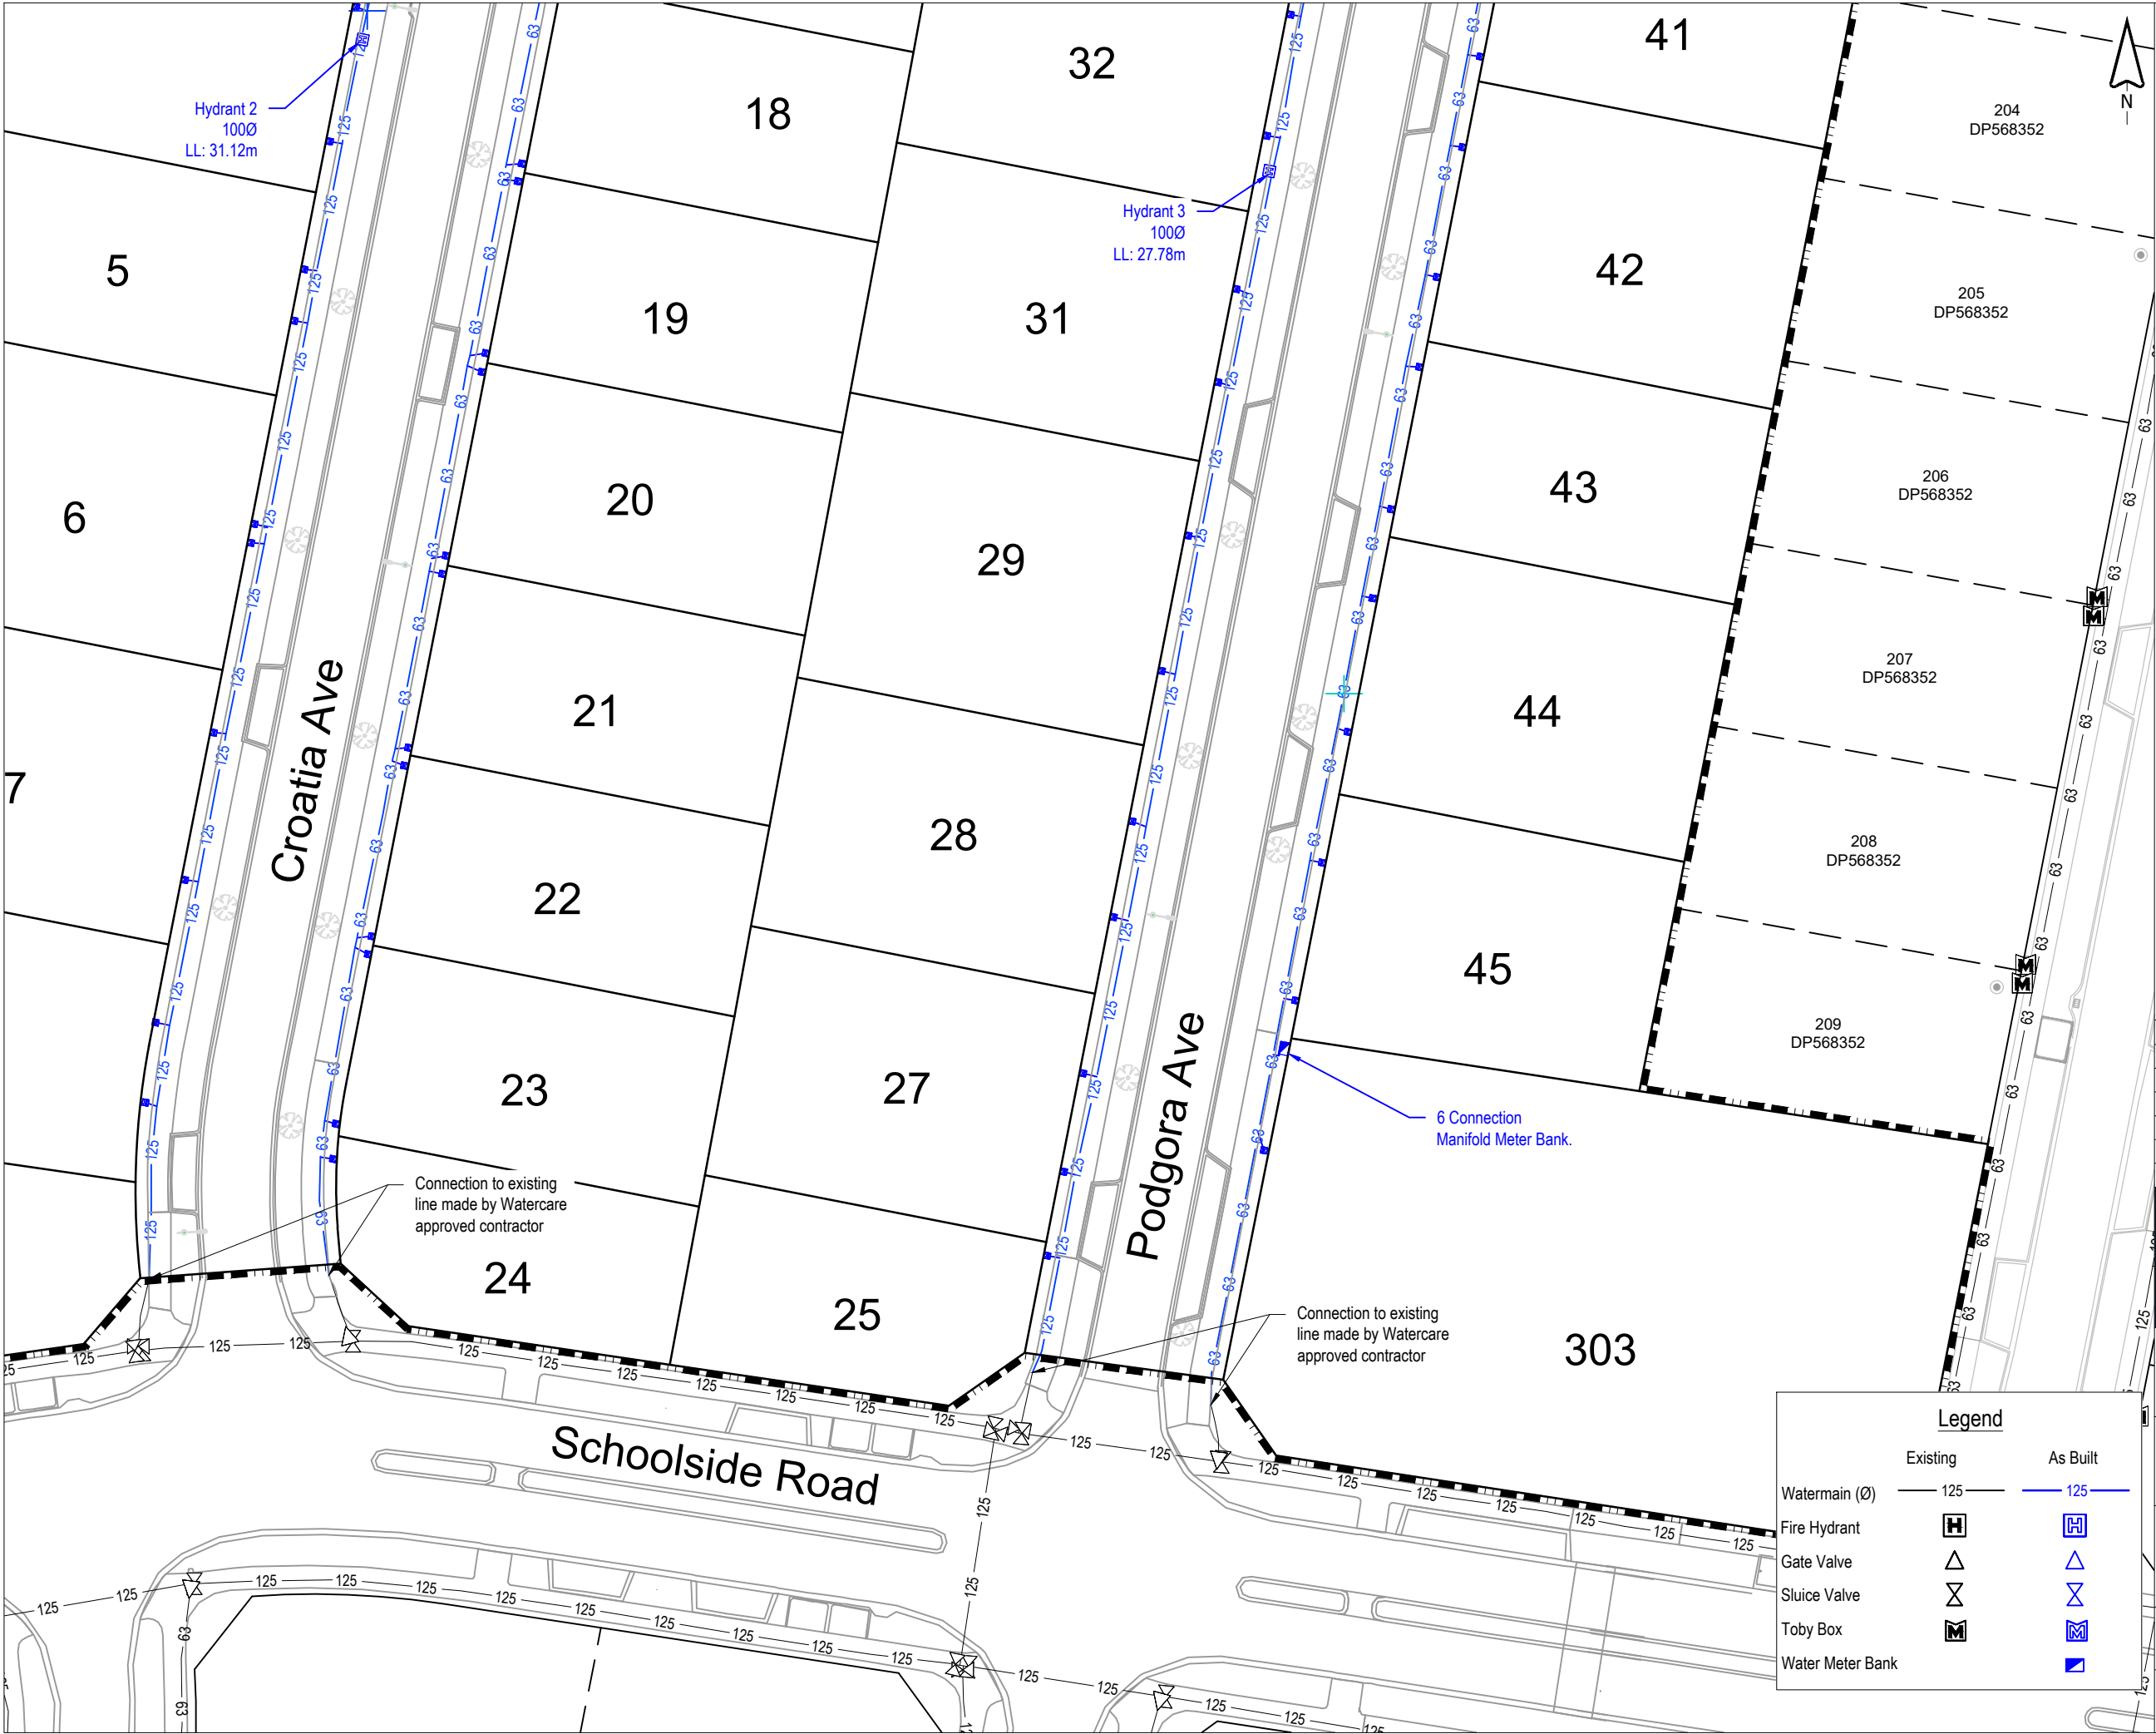 Hydrant 2
100Ø
LL: 31.12m
Hydrant 3
100Ø
LL: 27.78m
32
41
18
204
DP568352
N
5
19
31
42
205
DP568352
6
20
29
43
206
DP568352
7
21
44
207
DP568352
Croatia Ave
22
28
45
208
DP568352
23
27
209
DP568352
Podgora Ave
6 Connection
Manifold Meter Bank.
Connection to existing
line made by Watercare
approved contractor
24
25
Connection to existing
line made by Watercare
approved contractor
303
Schoolside Road
125
63
Legend
Existing As Built
Watermain (Ø) 125 125
Fire Hydrant H H
Gate Valve
Sluice Valve
Toby Box M M
Water Meter Bank